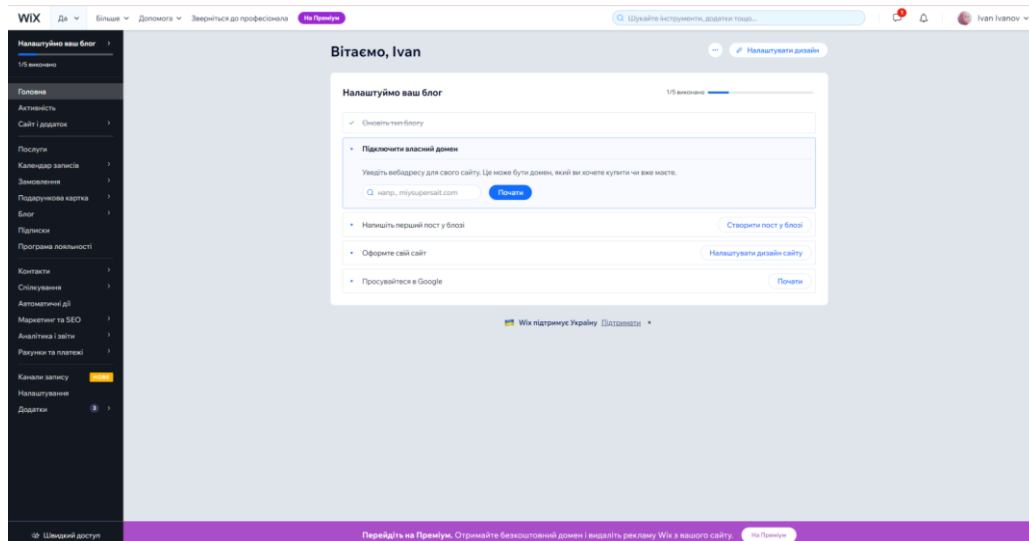 WiX Да Більше Допомога Зверніться до професіонала На Преміум Шукайте інструменти, додатки тощо... Ivan Ivanov
Налаштуймо ваш блог
1/5 виконано
Головна
Активність
Сайт і додаток
Послуги
Календар записів
Замовлення
Подарункова картка
Блог
Підписки
Програма лояльності
Контакти
Спілкування
Автоматичні дії
Маркетинг та SEO
Аналітика і звіти
Рахунки та платежі
Канали запису НОВЕ
Налаштування
Додатки 3
Швидкий доступ
Вітаємо, Ivan
Налаштувати дизайн
Налаштуймо ваш блог 1/5 виконано
Оновіть тип блогу
Підключити власний домен
Уведіть вебадресу для свого сайту. Це може бути домен, який ви хочете купити чи вже маєте.
напр., miysupersait.com Почати
Напишіть перший пост у блозі Створити пост у блозі
Оформте свій сайт Налаштувати дизайн сайту
Просувайтеся в Google Почати
Wix підтримує Україну Підтримати
Перейдіть на Преміум. Отримайте безкоштовний домен і видаліть рекламу Wix з вашого сайту. На Преміум